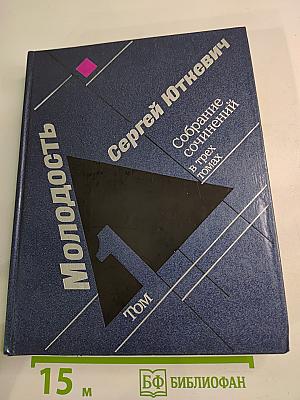 Молодость
Сергей Юткевич
Собрание
сочинений
в трех
томах
Том 1
15 м
БФ БИБЛИОФАН